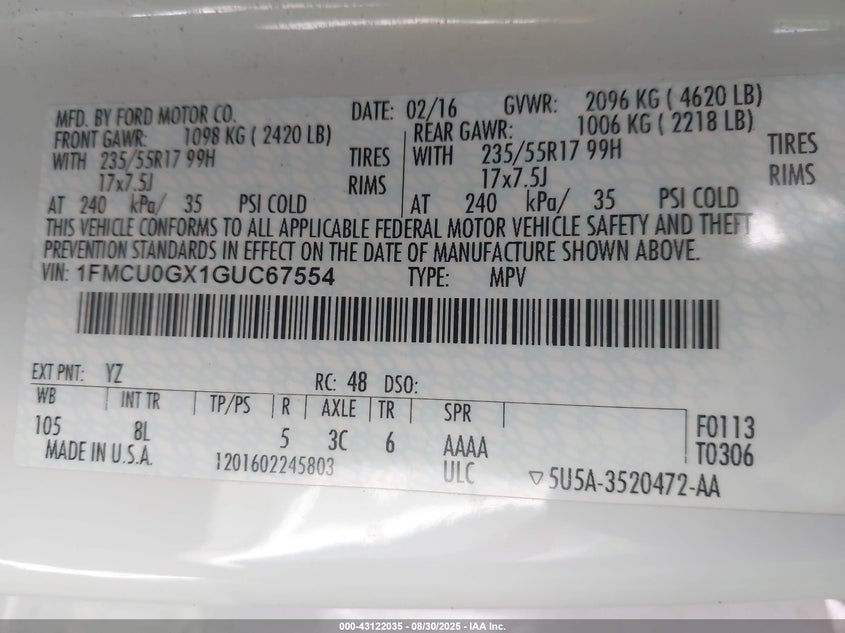 MFD. BY FORD MOTOR CO. DATE: 02/16 GVWR: 2096 KG ( 4620 LB)
FRONT GAWR: 1098 KG ( 2420 LB) REAR GAWR: 1006 KG ( 2218 LB)
WITH 235/55R17 99H TIRES WITH 235/55R17 99H TIRES
17x7.5J RIMS 17x7.5J RIMS
AT 240 kPa/ 35 PSI COLD AT 240 kPa/ 35 PSI COLD
THIS VEHICLE CONFORMS TO ALL APPLICABLE FEDERAL MOTOR VEHICLE SAFETY AND THEFT
PREVENTION STANDARDS IN EFFECT ON THE DATE OF MANUFACTURE SHOWN ABOVE.
VIN: 1FMCU0GX1GUC67554 TYPE: MPV
EXT PNT: YZ RC: 48 DSO:
WB INT TR TP/PS R AXLE TR SPR
105 8L 5 3C 6 AAAA F0113
MADE IN U.S.A. 1201602245803 ULC T0306
▽5U5A-3520472-AA
000-43122035 - 08/30/2025 - IAA Inc.